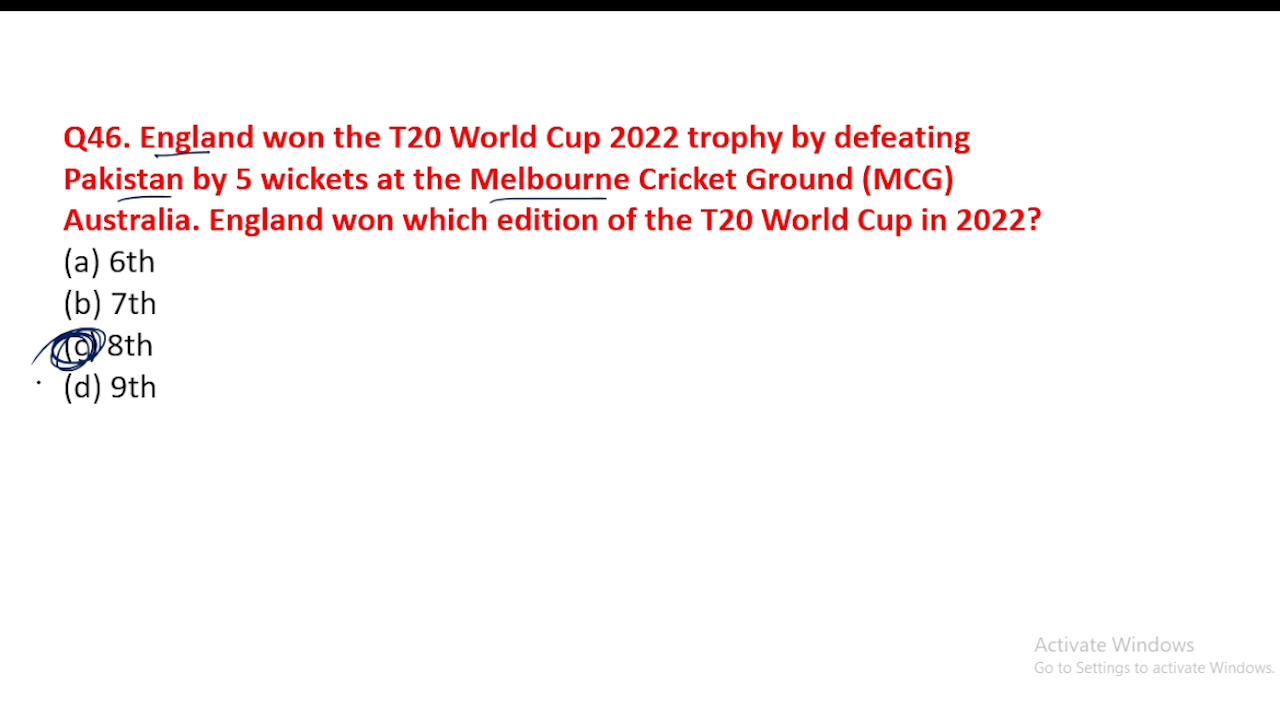 Q46. England won the T20 World Cup 2022 trophy by defeating
Pakistan by 5 wickets at the Melbourne Cricket Ground (MCG)
Australia. England won which edition of the T20 World Cup in 2022?
(a) 6th
(b) 7th
(c) 8th
(d) 9th
Activate Windows
Go to Settings to activate Windows.